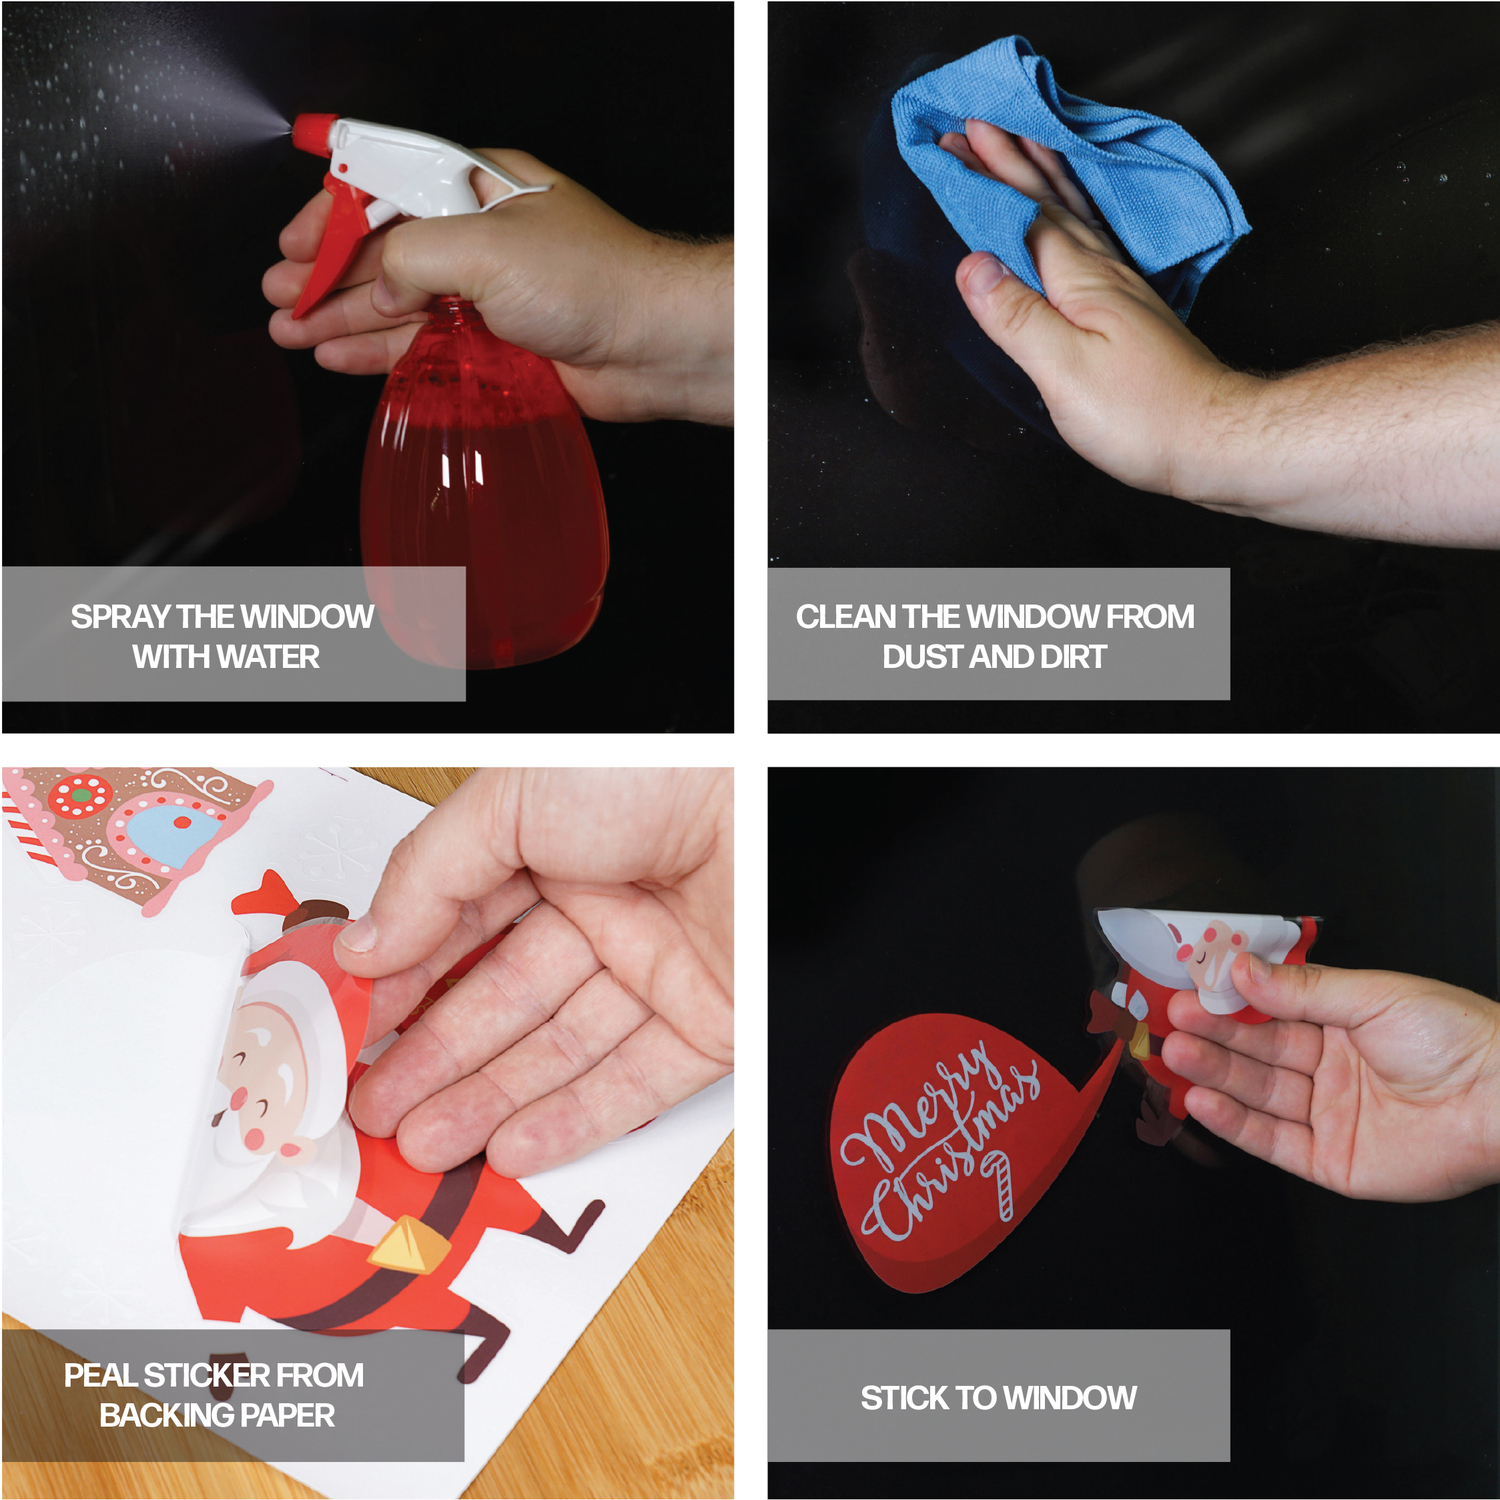 SPRAY THE WINDOW
WITH WATER
CLEAN THE WINDOW FROM
DUST AND DIRT
PEAL STICKER FROM
BACKING PAPER
Merry
Christmas
STICK TO WINDOW